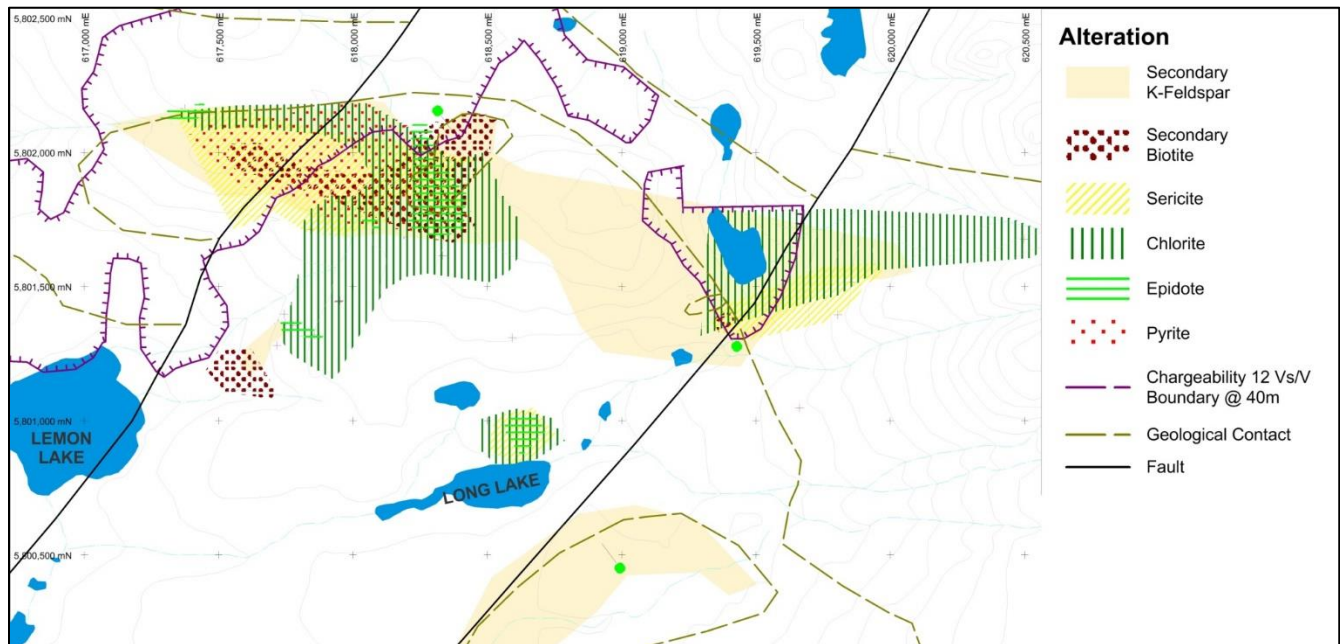 5,802,500 mN
617,000 mE
617,500 mE
618,000 mE
618,500 mE
619,000 mE
619,500 mE
620,000 mE
620,500 mE
5,802,000 mN
5,801,500 mN
5,801,000 mN
5,800,500 mN
LEMON
LAKE
LONG LAKE
Alteration
Secondary
K-Feldspar
Secondary
Biotite
Sericite
Chlorite
Epidote
Pyrite
Chargeability 12 Vs/V
Boundary @ 40m
Geological Contact
Fault